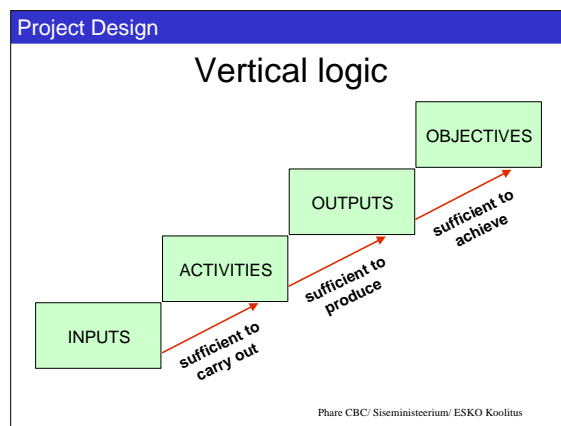 Project Design
Vertical logic
OBJECTIVES
OUTPUTS
sufficient to
achieve
ACTIVITIES
sufficient to
produce
INPUTS
sufficient to
carry out
Phare CBC/ Siseministeerium/ ESKO Koolitus